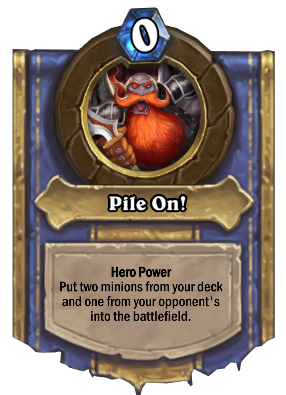 0
Pile On!
Hero Power
Put two minions from your deck
and one from your opponent's
into the battlefield.